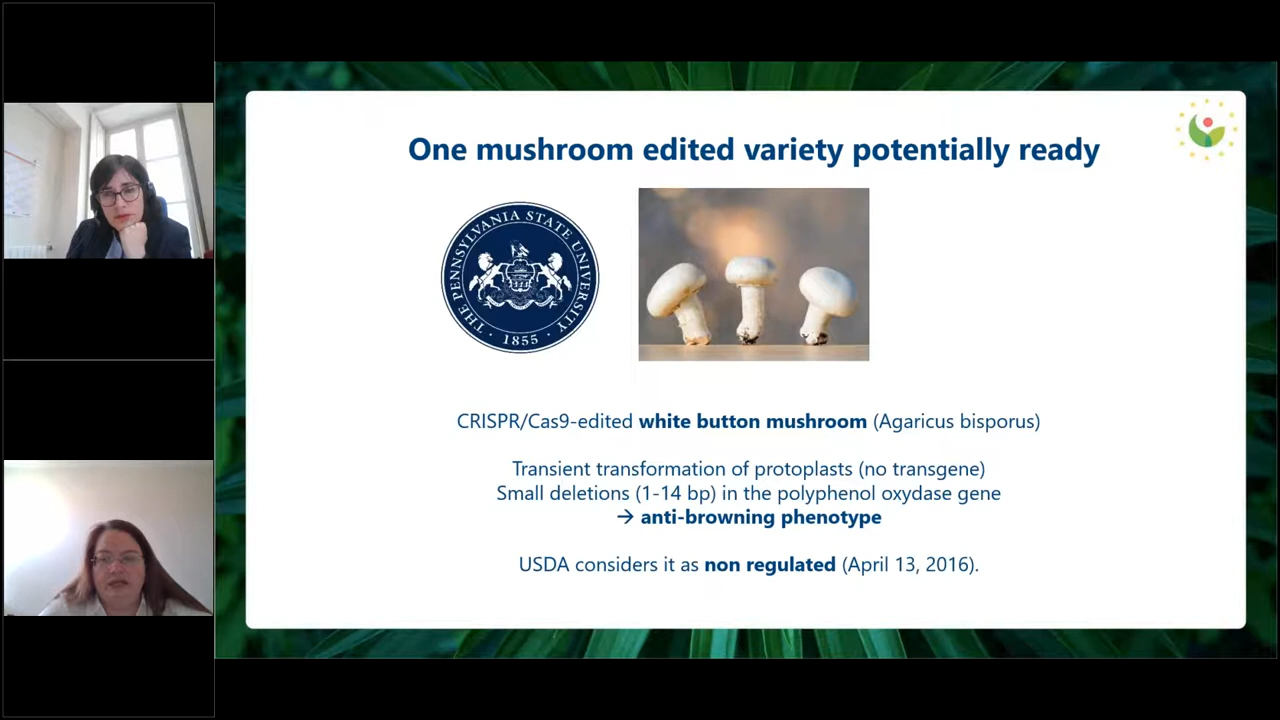 One mushroom edited variety potentially ready
THE PENNSYLVANIA STATE UNIVERSITY
· 1855 ·
CRISPR/Cas9-edited white button mushroom (Agaricus bisporus)
Transient transformation of protoplasts (no transgene)
Small deletions (1-14 bp) in the polyphenol oxydase gene
→ anti-browning phenotype
USDA considers it as non regulated (April 13, 2016).